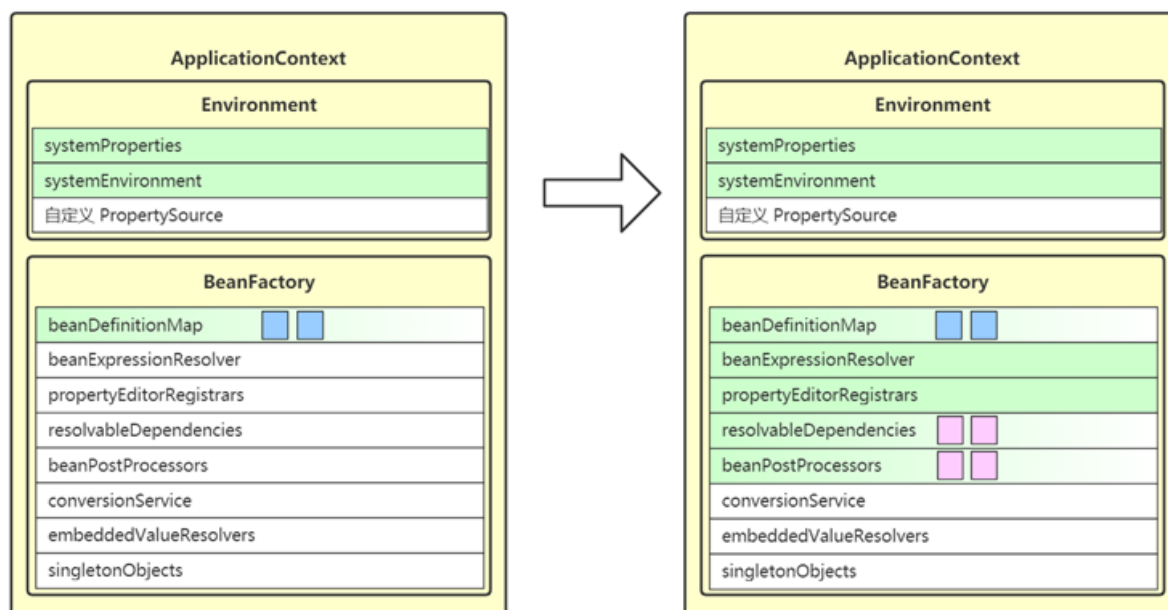 ApplicationContext
Environment
systemProperties
systemEnvironment
自定义 PropertySource
BeanFactory
beanDefinitionMap
beanExpressionResolver
propertyEditorRegistrars
resolvableDependencies
beanPostProcessors
conversionService
embeddedValueResolvers
singletonObjects
ApplicationContext
Environment
systemProperties
systemEnvironment
自定义 PropertySource
BeanFactory
beanDefinitionMap
beanExpressionResolver
propertyEditorRegistrars
resolvableDependencies
beanPostProcessors
conversionService
embeddedValueResolvers
singletonObjects